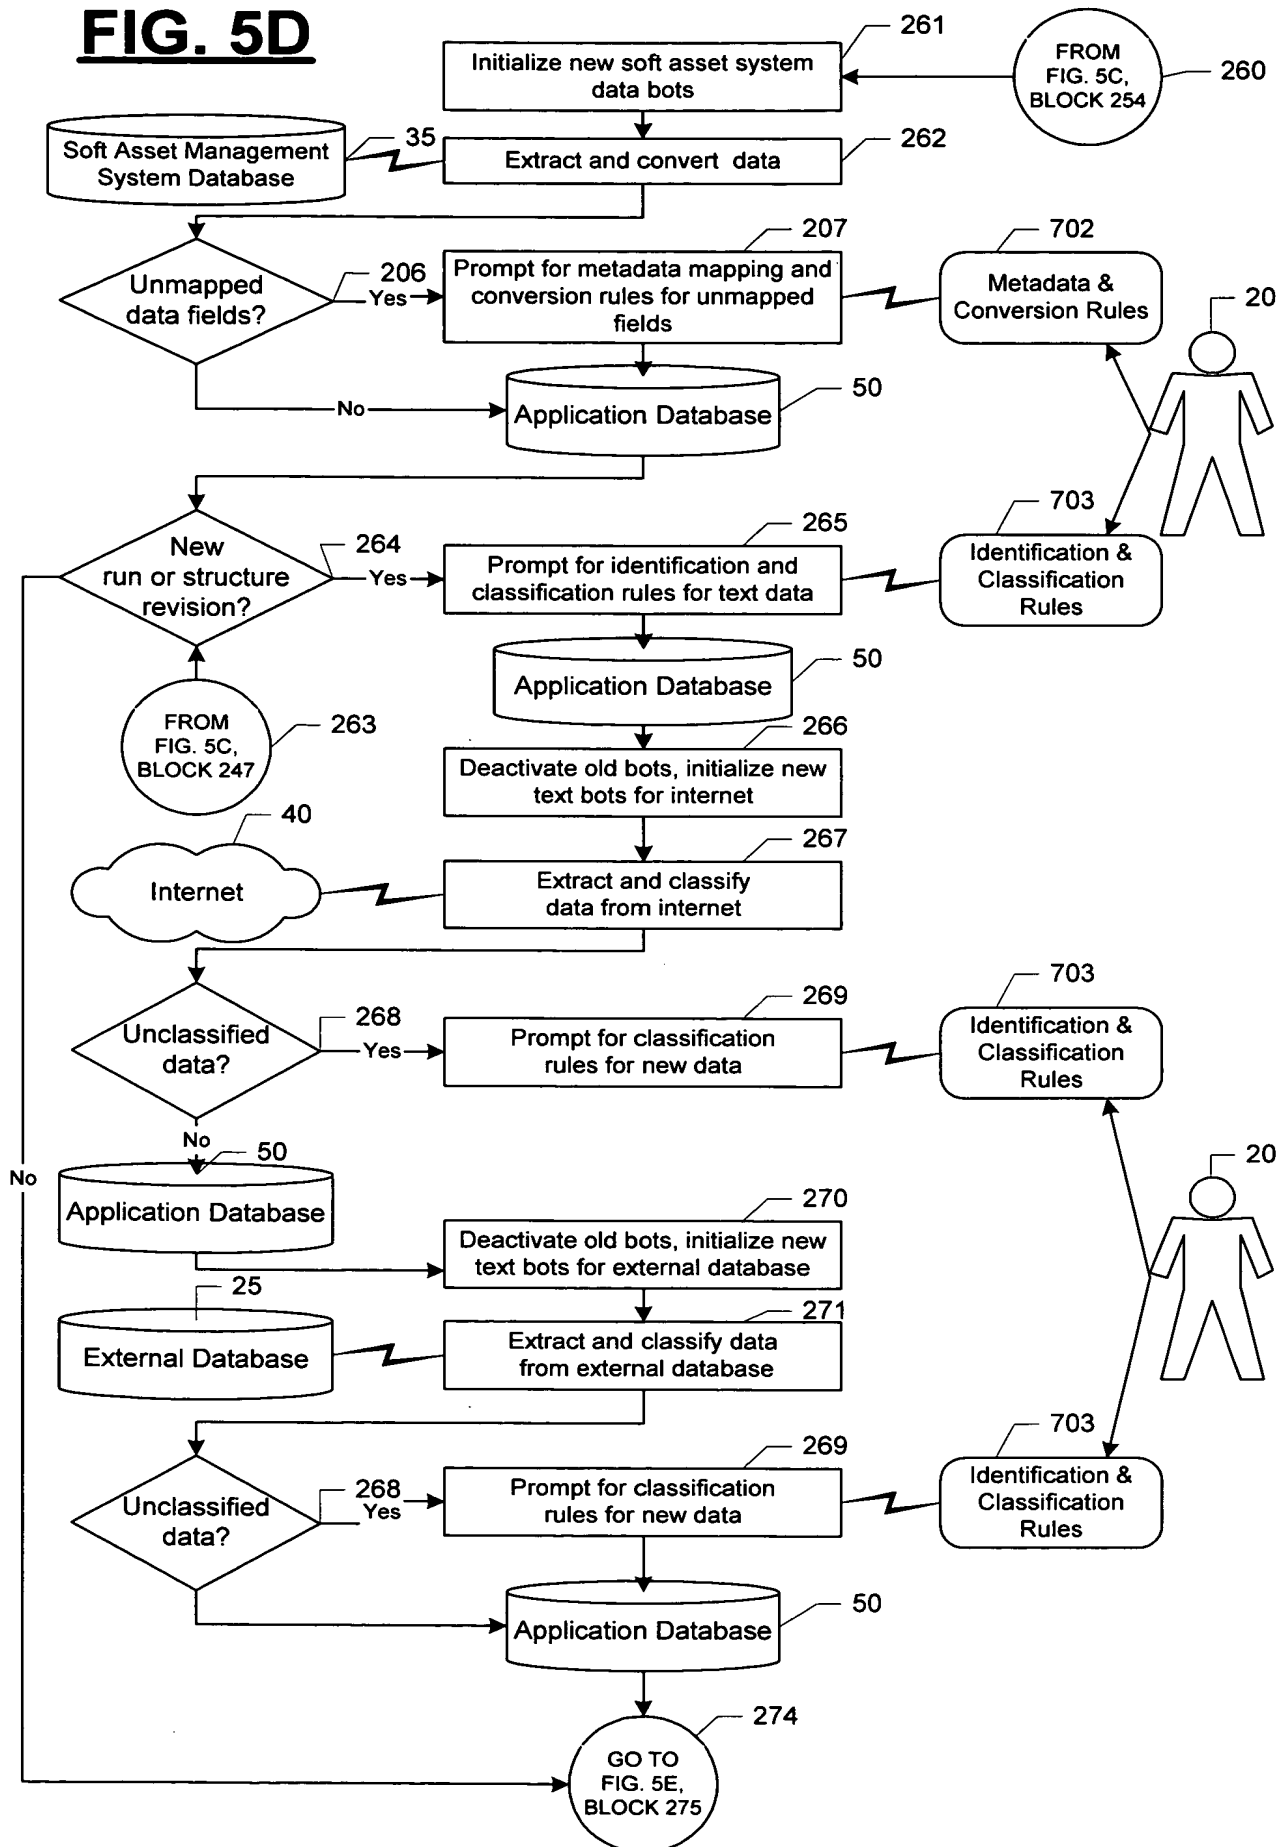 FIG. 5D
261
Initialize new soft asset system
data bots
FROM
FIG. 5C,
BLOCK 254
260
Soft Asset Management
System Database
35
Extract and convert data
262
Unmapped
data fields?
206
Yes
207
Prompt for metadata mapping and
conversion rules for unmapped
fields
702
Metadata &
Conversion Rules
20
No
Application Database
50
New
run or structure
revision?
264
Yes
265
Prompt for identification and
classification rules for text data
703
Identification &
Classification
Rules
Application Database
50
FROM
FIG. 5C,
BLOCK 247
263
266
Deactivate old bots, initialize new
text bots for internet
40
Internet
267
Extract and classify
data from internet
Unclassified
data?
268
Yes
269
Prompt for classification
rules for new data
703
Identification &
Classification
Rules
No
No
50
Application Database
20
270
Deactivate old bots, initialize new
text bots for external database
25
External Database
271
Extract and classify data
from external database
Unclassified
data?
268
Yes
269
Prompt for classification
rules for new data
703
Identification &
Classification
Rules
Application Database
50
274
GO TO
FIG. 5E,
BLOCK 275